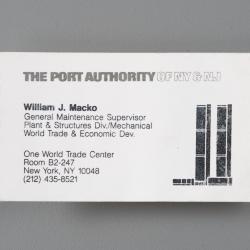 THE PORT AUTHORITY OF NY & NJ
William J. Macko
General Maintenance Supervisor
Plant & Structures Div./Mechanical
World Trade & Economic Dev.
One World Trade Center
Room B2-247
New York, NY 10048
(212) 435-8521